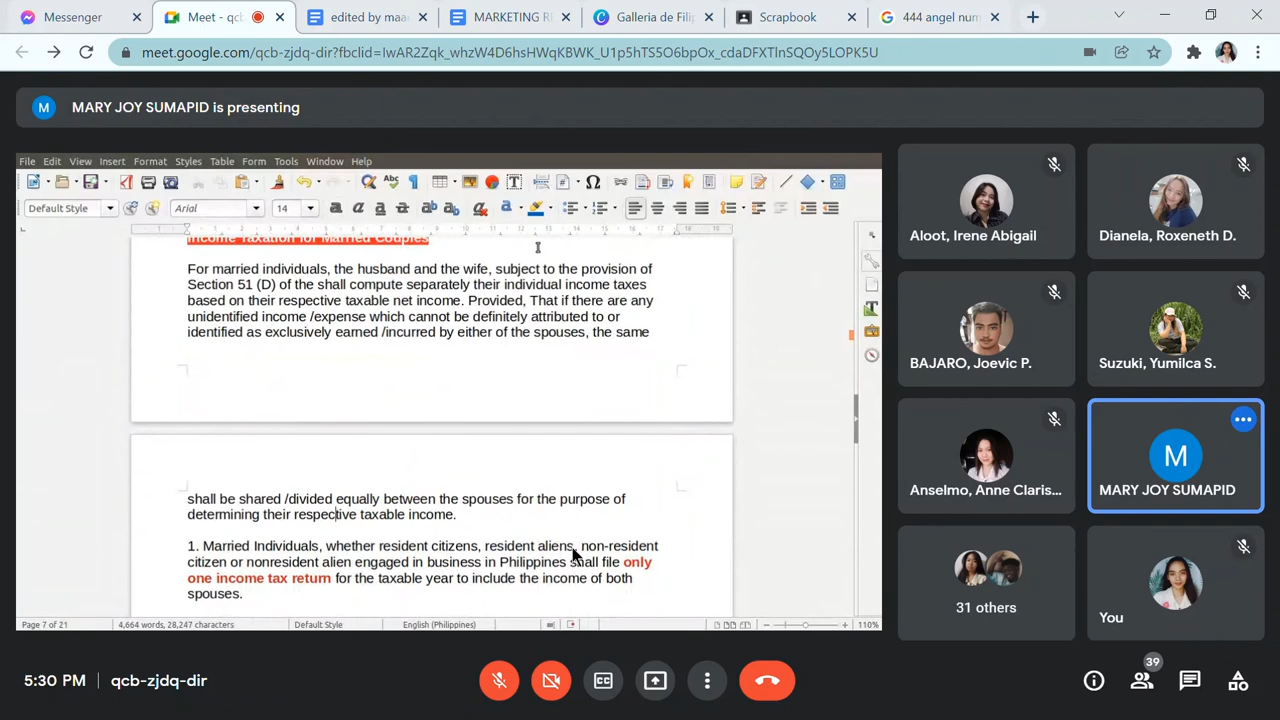 Messenger
Meet - qcb
edited by maa
MARKETING R
Galleria de Fili
Scrapbook
444 angel num
meet.google.com/qcb-zjdq-dir?fbclid=IwAR2Zqk_whzW4D6hsHWqKBWK_U1p5hTS5O6bpOx_cdaDFXTlnSQOy5LOPK5U
M MARY JOY SUMAPID is presenting
File Edit View Insert Format Styles Table Form Tools Window Help
Default Style Arial 14
Income Taxation for Married Couples
For married individuals, the husband and the wife, subject to the provision of
Section 51 (D) of the shall compute separately their individual income taxes
based on their respective taxable net income. Provided, That if there are any
unidentified income /expense which cannot be definitely attributed to or
identified as exclusively earned /incurred by either of the spouses, the same
shall be shared /divided equally between the spouses for the purpose of
determining their respective taxable income.
1. Married Individuals, whether resident citizens, resident aliens, non-resident
citizen or nonresident alien engaged in business in Philippines shall file only
one income tax return for the taxable year to include the income of both
spouses.
Page 7 of 21 4,664 words, 28,247 characters Default Style English (Philippines) 110%
Aloot, Irene Abigail
Dianela, Roxeneth D.
BAJARO, Joevic P.
Suzuki, Yumilca S.
Anselmo, Anne Claris...
M
MARY JOY SUMAPID
31 others
You
5:30 PM | qcb-zjdq-dir
39